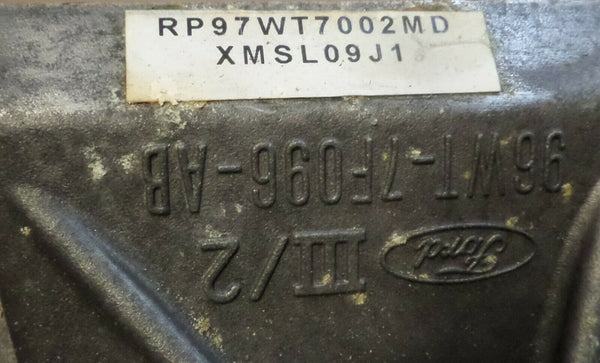 RP97WT7002MD
XMSL09J1
Ford III/2
96WT-7F096-AB